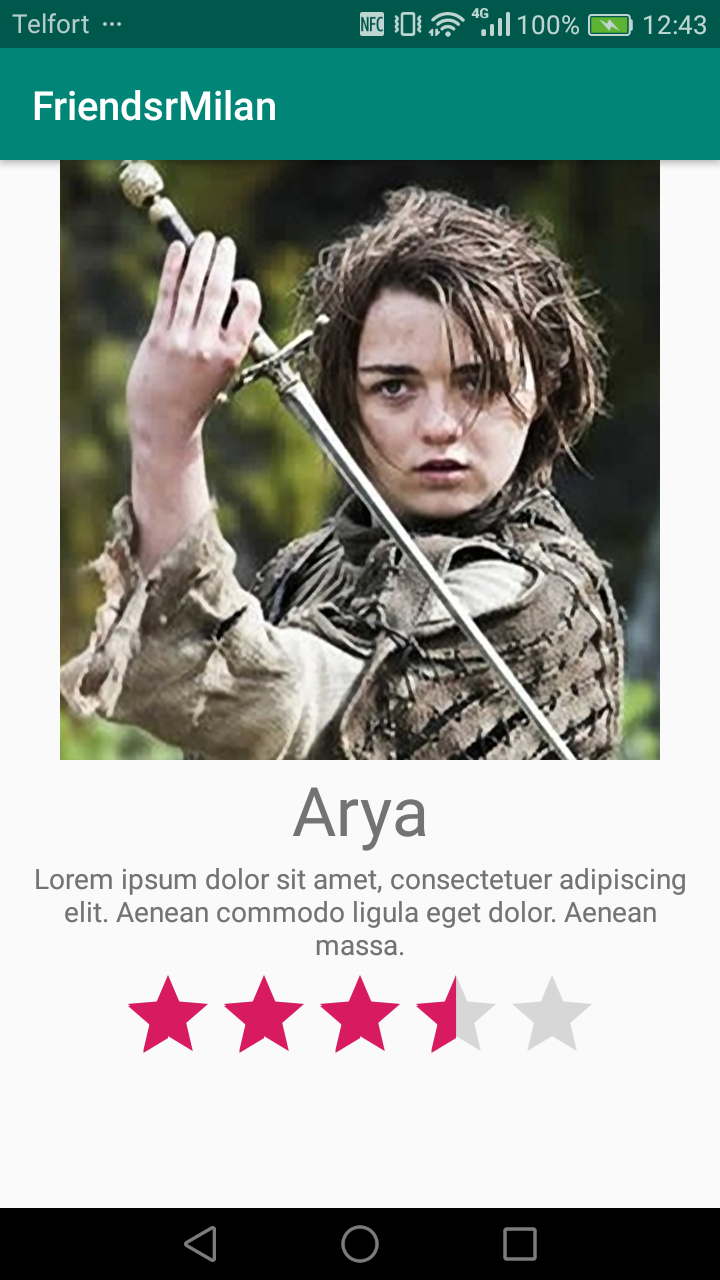 Telfort ··· NFC 4G 100% 12:43
FriendsrMilan
Arya
Lorem ipsum dolor sit amet, consectetuer adipiscing
elit. Aenean commodo ligula eget dolor. Aenean
massa.